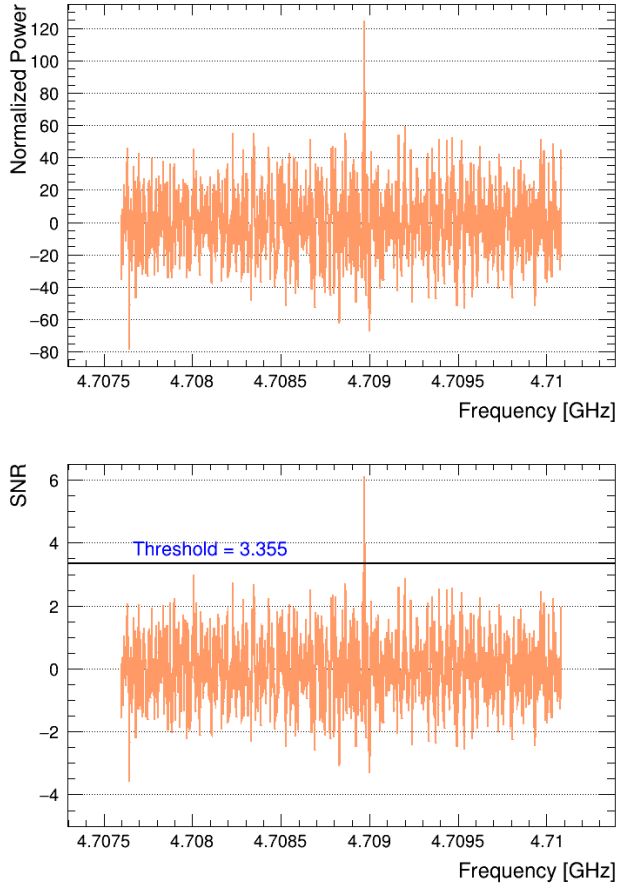 Normalized Power
120
100
80
60
40
20
0
−20
−40
−60
−80
4.7075 4.708 4.7085 4.709 4.7095 4.71
Frequency [GHz]
SNR
6
4
Threshold = 3.355
2
0
−2
−4
4.7075 4.708 4.7085 4.709 4.7095 4.71
Frequency [GHz]